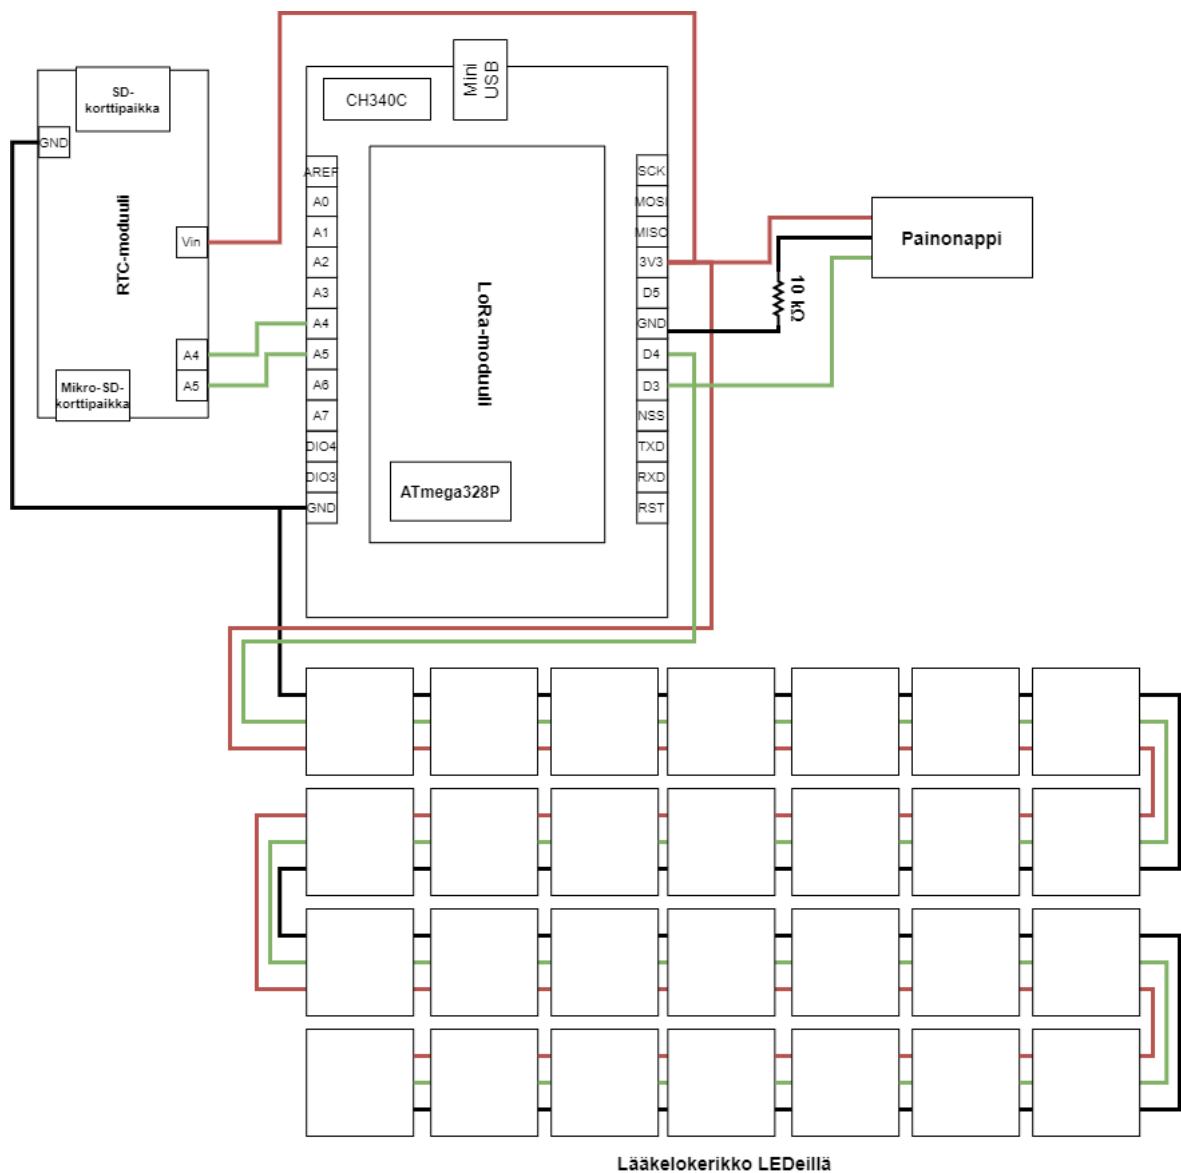 SD-
korttipaikka
GND
RTC-moduuli
Vin
A4
A5
Mikro-SD-
korttipaikka
Mini
USB
CH340C
AREF
A0
A1
A2
A3
A4
A5
A6
A7
DIO4
DIO3
GND
LoRa-moduuli
ATmega328P
SCK
MOSI
MISO
3V3
D5
GND
D4
D3
NSS
TXD
RXD
RST
10 kΩ
Painonappi
Lääkelokerikko LEDeillä